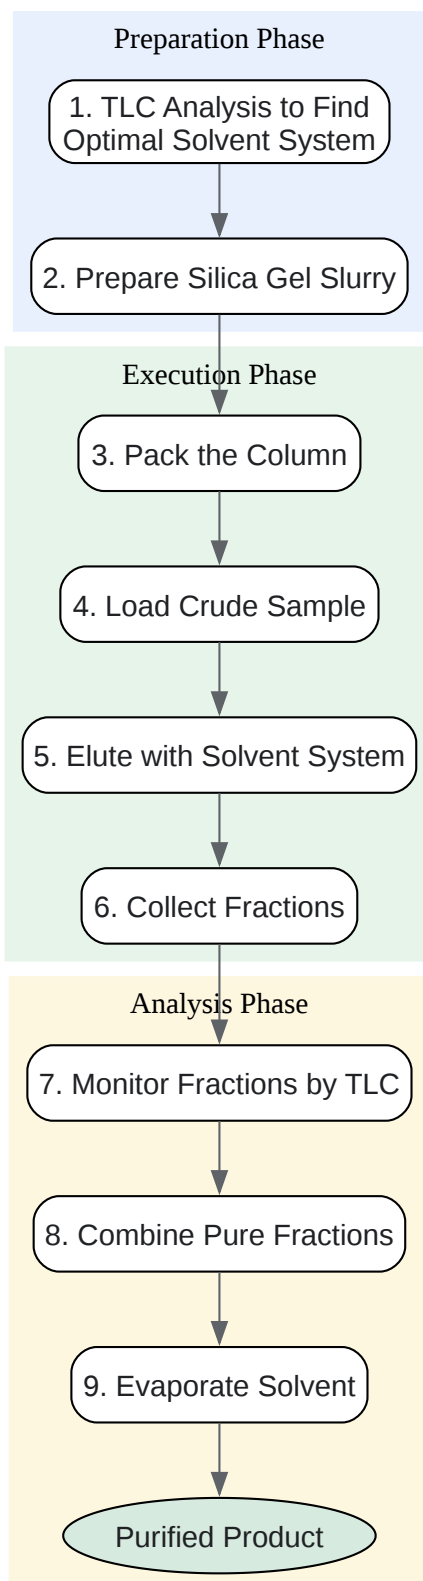 Preparation Phase
1. TLC Analysis to Find
Optimal Solvent System
2. Prepare Silica Gel Slurry
Execution Phase
3. Pack the Column
4. Load Crude Sample
5. Elute with Solvent System
6. Collect Fractions
Analysis Phase
7. Monitor Fractions by TLC
8. Combine Pure Fractions
9. Evaporate Solvent
Purified Product